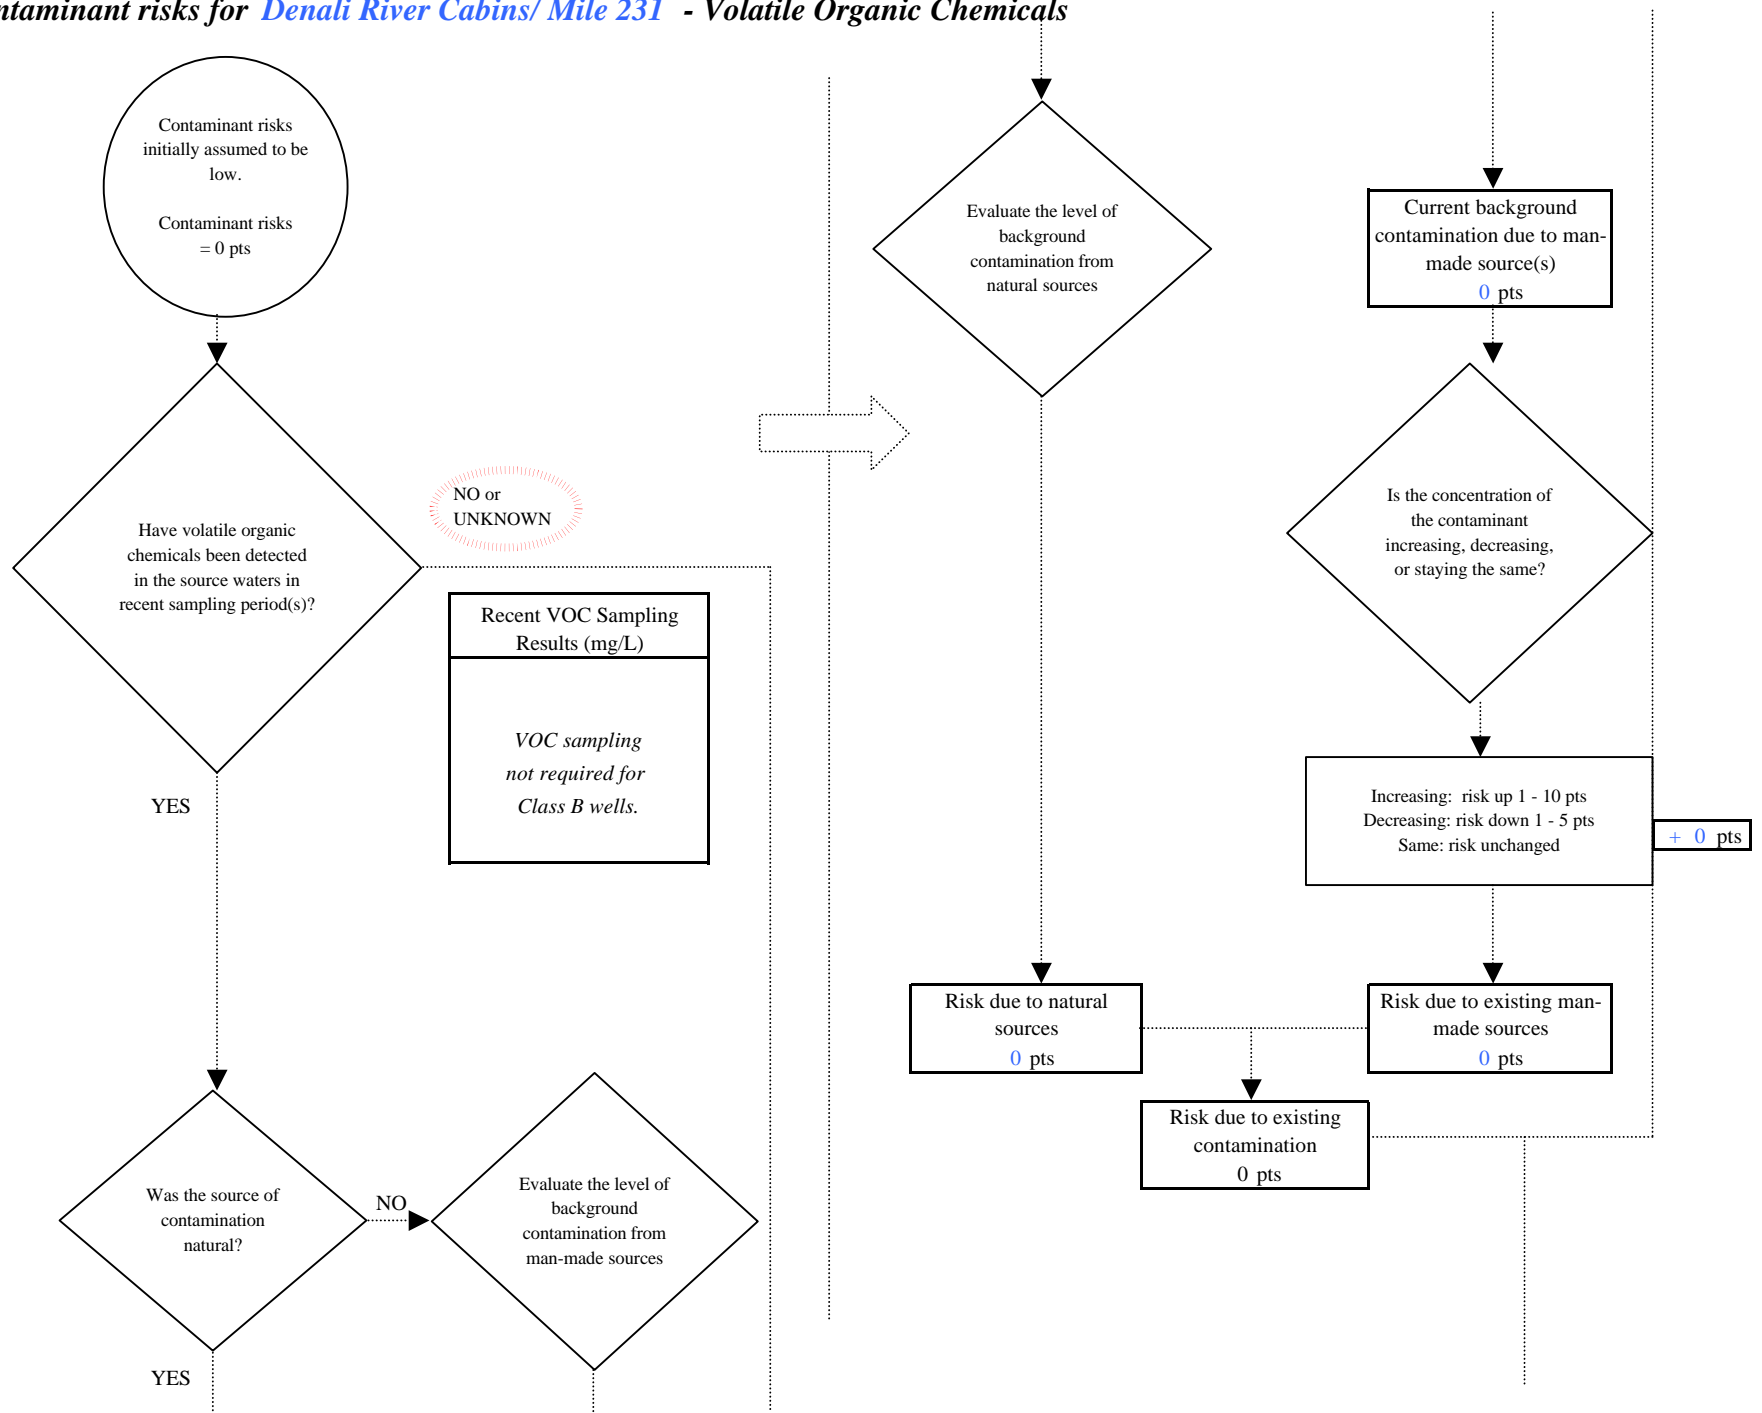 ntaminant risks for Denali River Cabins/ Mile 231 - Volatile Organic Chemicals
Contaminant risks
initially assumed to be
low.
Contaminant risks
= 0 pts
Have volatile organic
chemicals been detected
in the source waters in
recent sampling period(s)?
NO or
UNKNOWN
Recent VOC Sampling
Results (mg/L)
VOC sampling
not required for
Class B wells.
YES
Was the source of
contamination
natural?
NO
Evaluate the level of
background
contamination from
man-made sources
YES
Evaluate the level of
background
contamination from
natural sources
Current background
contamination due to man-
made source(s)
0 pts
Is the concentration of
the contaminant
increasing, decreasing,
or staying the same?
Increasing: risk up 1 - 10 pts
Decreasing: risk down 1 - 5 pts
Same: risk unchanged
+ 0 pts
Risk due to natural
sources
0 pts
Risk due to existing man-
made sources
0 pts
Risk due to existing
contamination
0 pts